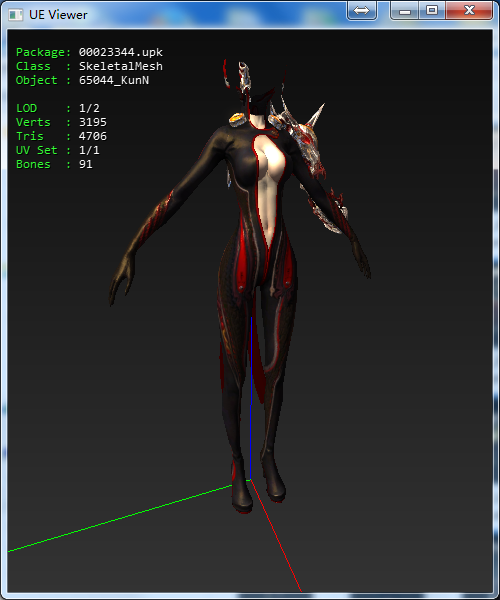 UE Viewer
Package: 00023344.upk
Class  : SkeletalMesh
Object : 65044_KunN
LOD    : 1/2
Verts  : 3195
Tris   : 4706
UV Set : 1/1
Bones  : 91